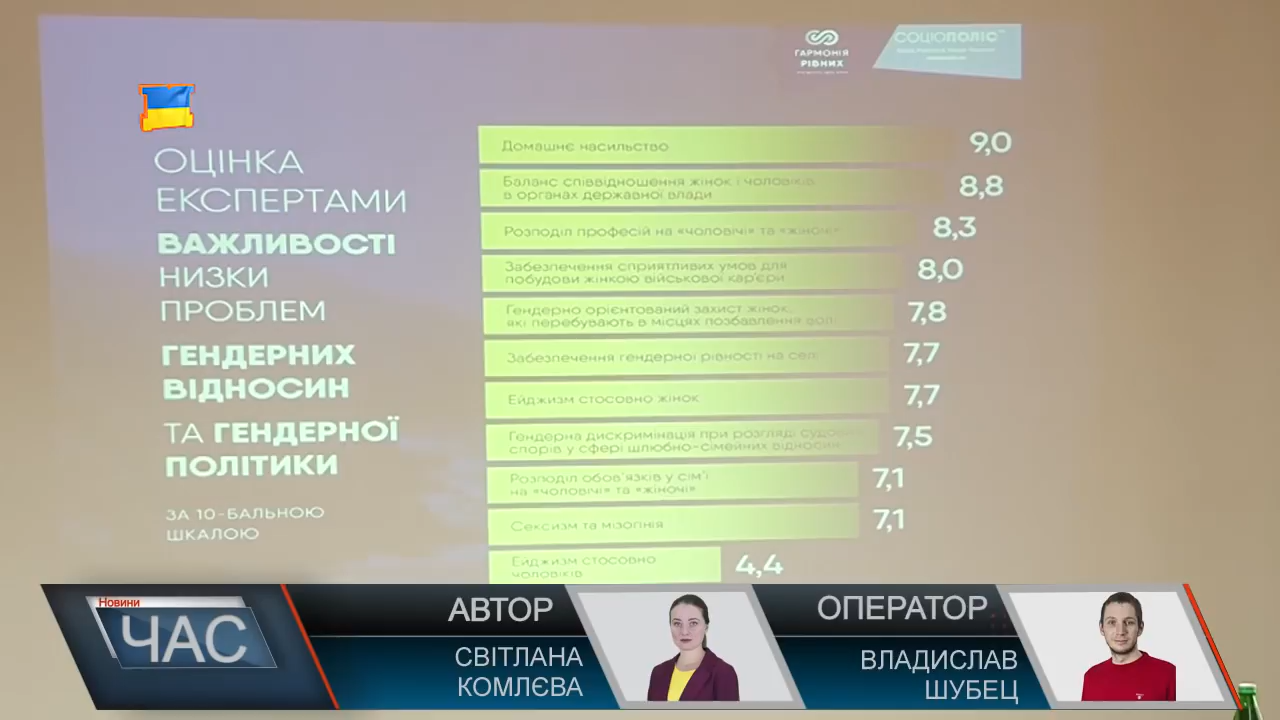 ГАРМОНІЯ
РІВНИХ
СОЦІОПОЛІС
ОЦІНКА
ЕКСПЕРТАМИ
ВАЖЛИВОСТІ
НИЗКИ
ПРОБЛЕМ
ГЕНДЕРНИХ
ВІДНОСИН
ТА ГЕНДЕРНОЇ
ПОЛІТИКИ
ЗА 10-БАЛЬНОЮ
ШКАЛОЮ
Домашнє насильство
9,0
Баланс співвідношення жінок і чоловіків
в органах державної влади
8,8
Розподіл професій на «чоловічі» та «жіночі»
8,3
Забезпечення сприятливих умов для
побудови жінкою військової кар'єри
8,0
Гендерно орієнтований захист жінок,
які перебувають в місцях позбавлення волі
7,8
Забезпечення гендерної рівності на селі
7,7
Ейджизм стосовно жінок
7,7
Гендерна дискримінація при розгляді
спорів у сфері шлюбно-сімейних відносин
7,5
Розподіл обов'язків у сім'ї
на «чоловічі» та «жіночі»
7,1
Сексизм та мізогінія
7,1
Ейджизм стосовно
чоловіків
4,4
Новини
ЧАС
АВТОР
СВІТЛАНА
КОМЛЄВА
ОПЕРАТОР
ВЛАДИСЛАВ
ШУБЕЦ